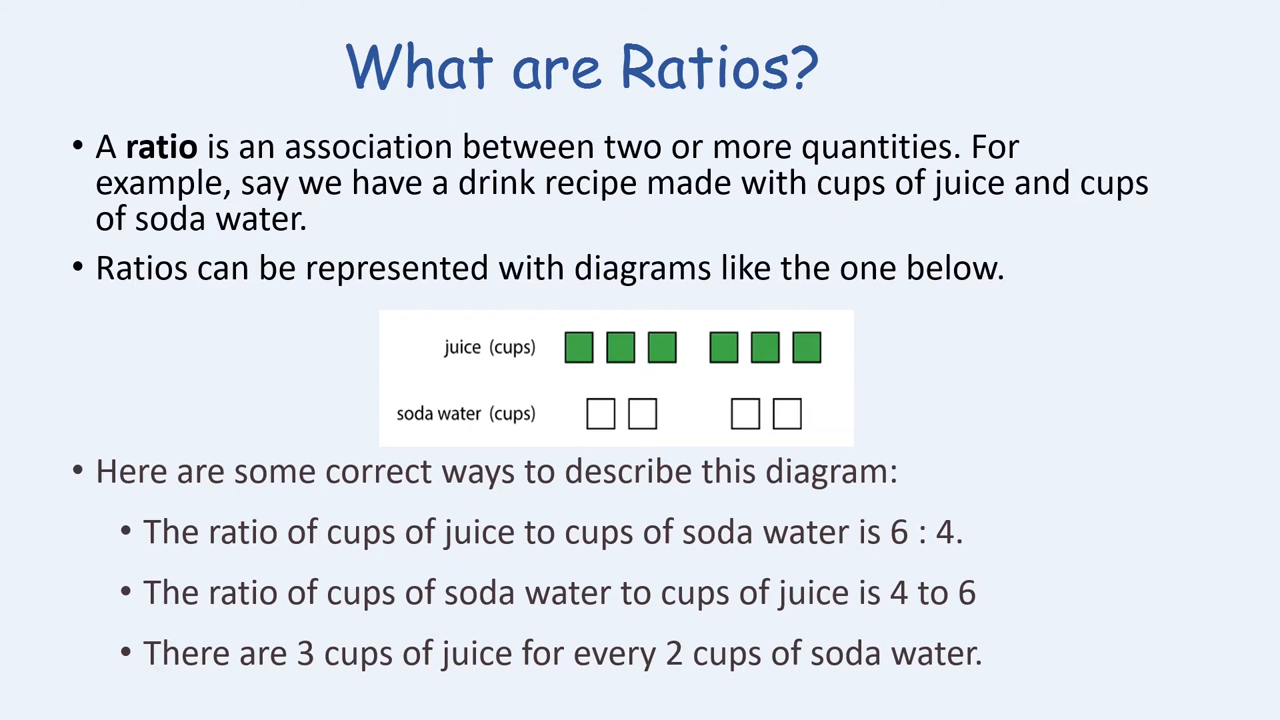 What are Ratios?
• A ratio is an association between two or more quantities. For
example, say we have a drink recipe made with cups of juice and cups
of soda water.
• Ratios can be represented with diagrams like the one below.
juice (cups)
soda water (cups)
• Here are some correct ways to describe this diagram:
• The ratio of cups of juice to cups of soda water is 6 : 4.
• The ratio of cups of soda water to cups of juice is 4 to 6
• There are 3 cups of juice for every 2 cups of soda water.